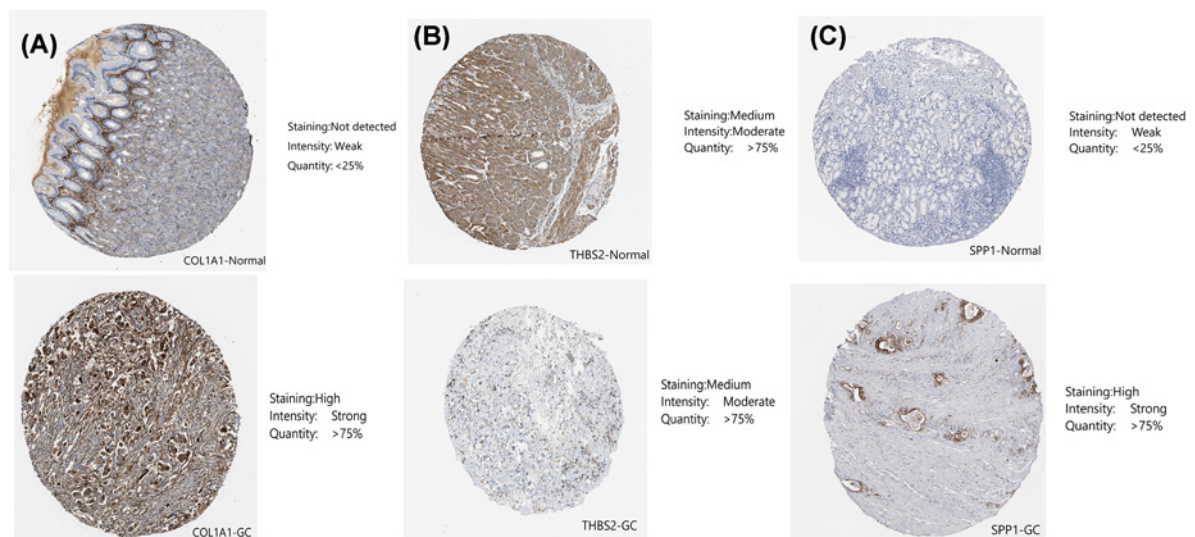 (A)
Staining:Not detected
Intensity: Weak
Quantity: <25%
COL1A1-Normal
(B)
Staining:Medium
Intensity:Moderate
Quantity: >75%
THBS2-Normal
(C)
Staining:Not detected
Intensity: Weak
Quantity: <25%
SPP1-Normal
Staining:High
Intensity: Strong
Quantity: >75%
COL1A1-GC
Staining:Medium
Intensity: Moderate
Quantity: >75%
THBS2-GC
Staining:High
Intensity: Strong
Quantity: >75%
SPP1-GC